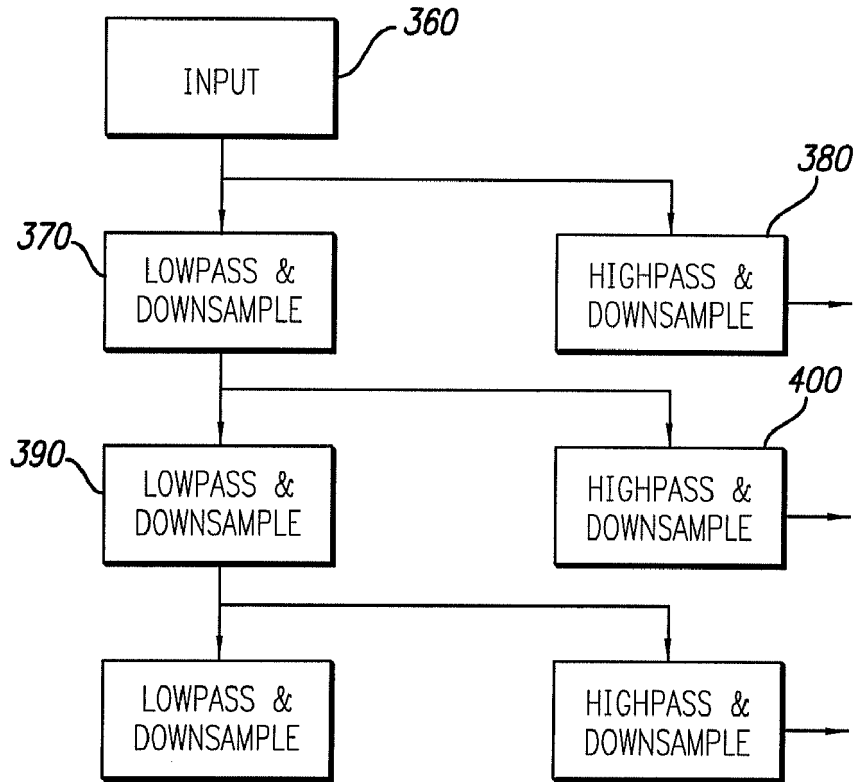 360
INPUT
380
370
LOWPASS &
DOWNSAMPLE
HIGHPASS &
DOWNSAMPLE
400
390
LOWPASS &
DOWNSAMPLE
HIGHPASS &
DOWNSAMPLE
LOWPASS &
DOWNSAMPLE
HIGHPASS &
DOWNSAMPLE